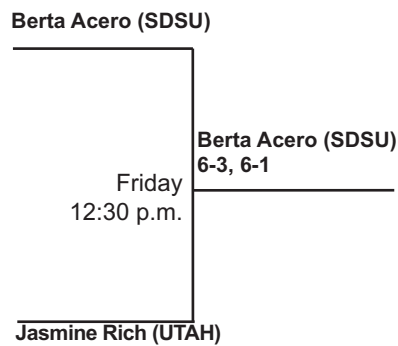 Berta Acero (SDSU)
Berta Acero (SDSU)
6-3, 6-1
Friday
12:30 p.m.
Jasmine Rich (UTAH)